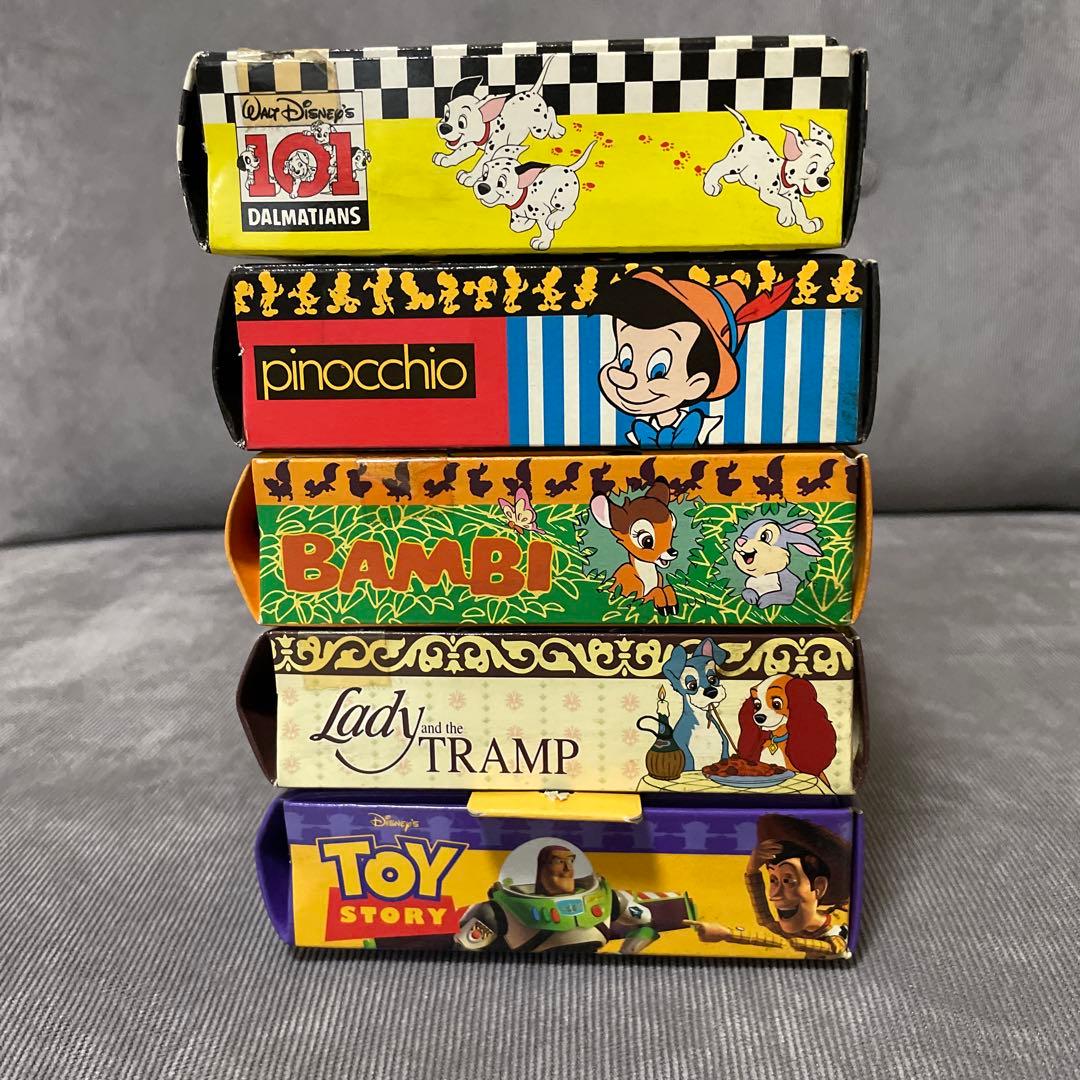 WALT DISNEY'S
101
DALMATIANS
pinocchio
BAMBI
Lady and the
TRAMP
DISNEY'S
TOY
STORY